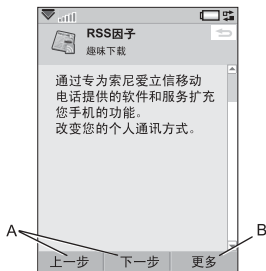 RSS因子
趣味下载
通过专为索尼爱立信移动
电话提供的软件和服务扩充
您手机的功能。
改变您的个人通讯方式。
A
B
上一步 下一步 更多